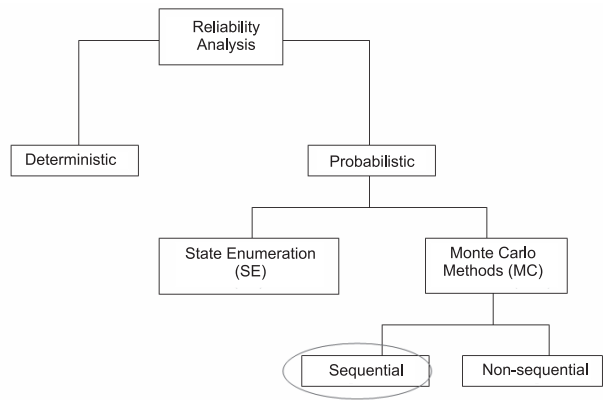 Reliability
Analysis
Deterministic
Probabilistic
State Enumeration
(SE)
Monte Carlo
Methods (MC)
Sequential
Non-sequential